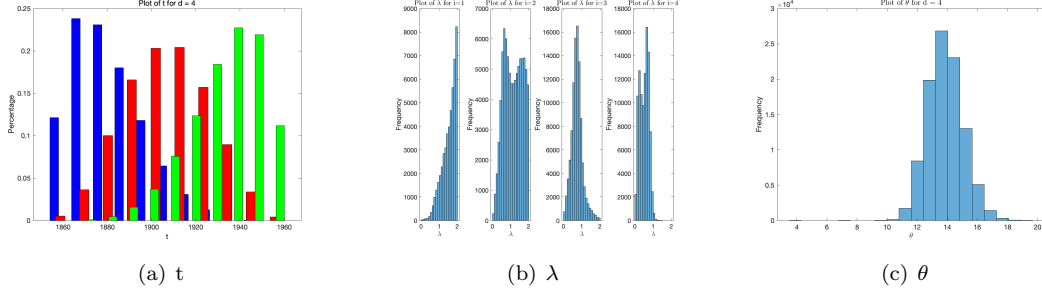 Plot of t for d = 4
0.25
0.2
0.15
0.1
0.05
0
Percentage
1860 1880 1900 1920 1940 1960
t
(a) t
Plot of λ for i=1 Plot of λ for i=2 Plot of λ for i=3 Plot of λ for i=4
9000
8000
7000
6000
5000
4000
3000
2000
1000
0
Frequency
0 1 2
λ
7000
6000
5000
4000
3000
2000
1000
0
Frequency
0 1 2
λ
18000
16000
14000
12000
10000
8000
6000
4000
2000
0
Frequency
0 1 2
λ
18000
16000
14000
12000
10000
8000
6000
4000
2000
0
Frequency
0 1 2
λ
(b) λ
Plot of θ for d = 4
×10⁴
3
2.5
2
1.5
1
0.5
0
Frequency
4 6 8 10 12 14 16 18 20
θ
(c) θ